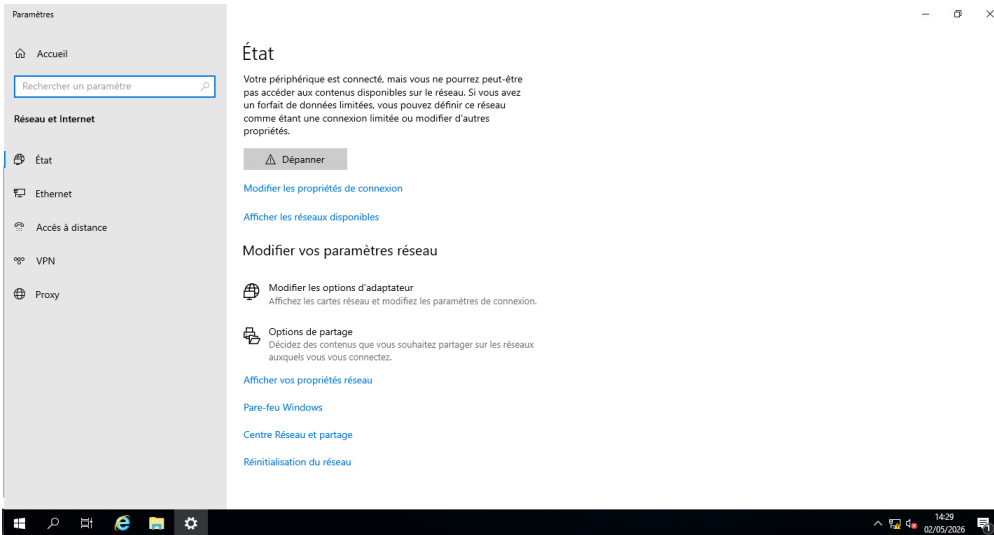 Paramètres
Accueil
Rechercher un paramètre
Réseau et Internet
État
Ethernet
Accès à distance
VPN
Proxy
État
Votre périphérique est connecté, mais vous ne pourrez peut-être
pas accéder aux contenus disponibles sur le réseau. Si vous avez
un forfait de données limitées, vous pouvez définir ce réseau
comme étant une connexion limitée ou modifier d'autres
propriétés.
Dépanner
Modifier les propriétés de connexion
Afficher les réseaux disponibles
Modifier vos paramètres réseau
Modifier les options d'adaptateur
Affichez les cartes réseau et modifiez les paramètres de connexion.
Options de partage
Décidez des contenus que vous souhaitez partager sur les réseaux
auxquels vous vous connectez.
Afficher vos propriétés réseau
Pare-feu Windows
Centre Réseau et partage
Réinitialisation du réseau
14:29
02/05/2026
1